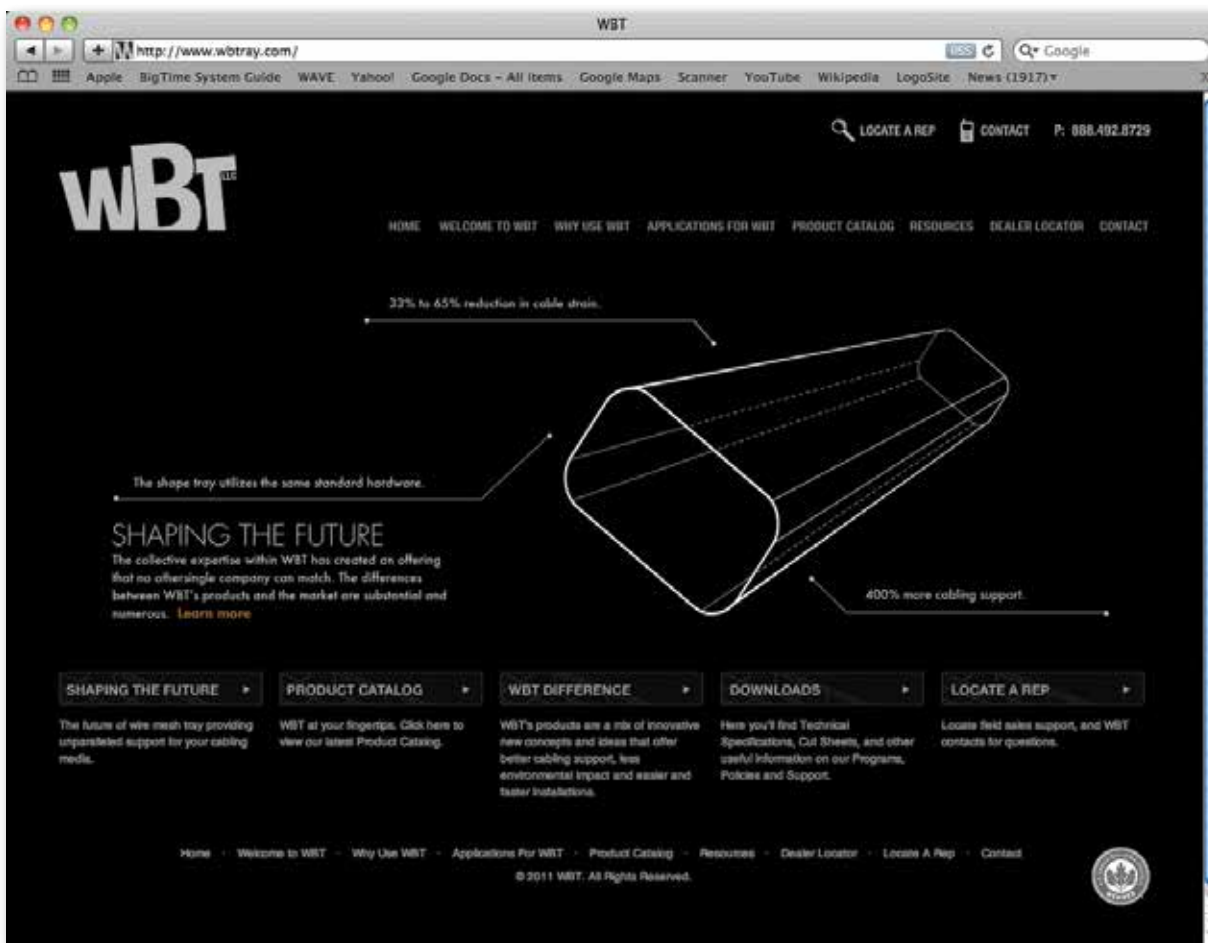 WBT
http://www.wbtray.com/
RSS
Google
Apple BigTime System Guide WAVE Yahoo! Google Docs – All items Google Maps Scanner YouTube Wikipedia LogoSite News (1917)
LOCATE A REP CONTACT P: 888.492.8729
WBT LLC
HOME WELCOME TO WBT WHY USE WBT APPLICATIONS FOR WBT PRODUCT CATALOG RESOURCES DEALER LOCATOR CONTACT
33% to 65% reduction in cable strain.
The shape tray utilizes the same standard hardware.
SHAPING THE FUTURE
The collective expertise within WBT has created an offering
that no othersingle company can match. The differences
between WBT's products and the market are substantial and
numerous. Learn more
400% more cabling support.
SHAPING THE FUTURE
The future of wire mesh tray providing
unparalleled support for your cabling
media.
PRODUCT CATALOG
WBT at your fingertips. Click here to
view our latest Product Catalog.
WBT DIFFERENCE
WBT's products are a mix of innovative
new concepts and ideas that offer
better cabling support, less
environmental impact and easier and
faster installations.
DOWNLOADS
Here you'll find Technical
Specifications, Cut Sheets, and other
useful information on our Programs,
Policies and Support.
LOCATE A REP
Locate field sales support, and WBT
contacts for questions.
Home - Welcome to WBT - Why Use WBT - Applications For WBT - Product Catalog - Resources - Dealer Locator - Locate A Rep - Contact
© 2011 WBT. All Rights Reserved.
MEMBER